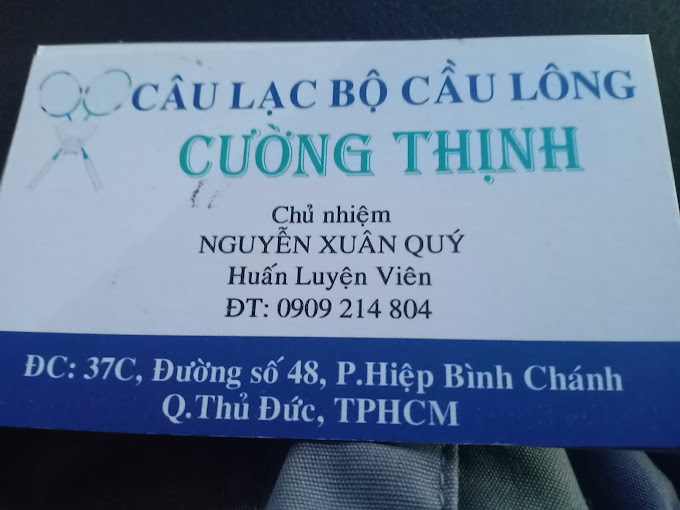 CÂU LẠC BỘ CẦU LÔNG
CƯỜNG THỊNH
Chủ nhiệm
NGUYỄN XUÂN QUÝ
Huấn Luyện Viên
ĐT: 0909 214 804
ĐC: 37C, Đường số 48, P.Hiệp Bình Chánh
Q.Thủ Đức, TPHCM